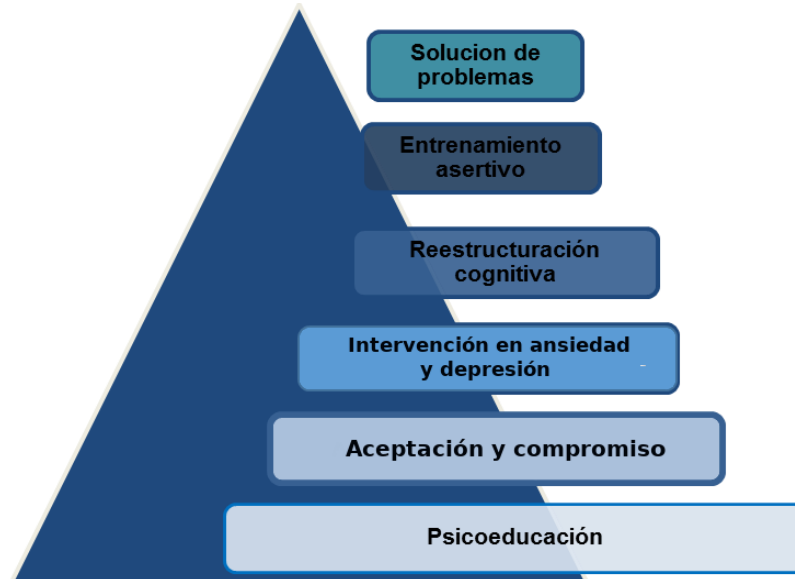 Solucion de
problemas
Entrenamiento
asertivo
Reestructuración
cognitiva
Intervención en ansiedad
y depresión
Aceptación y compromiso
Psicoeducación